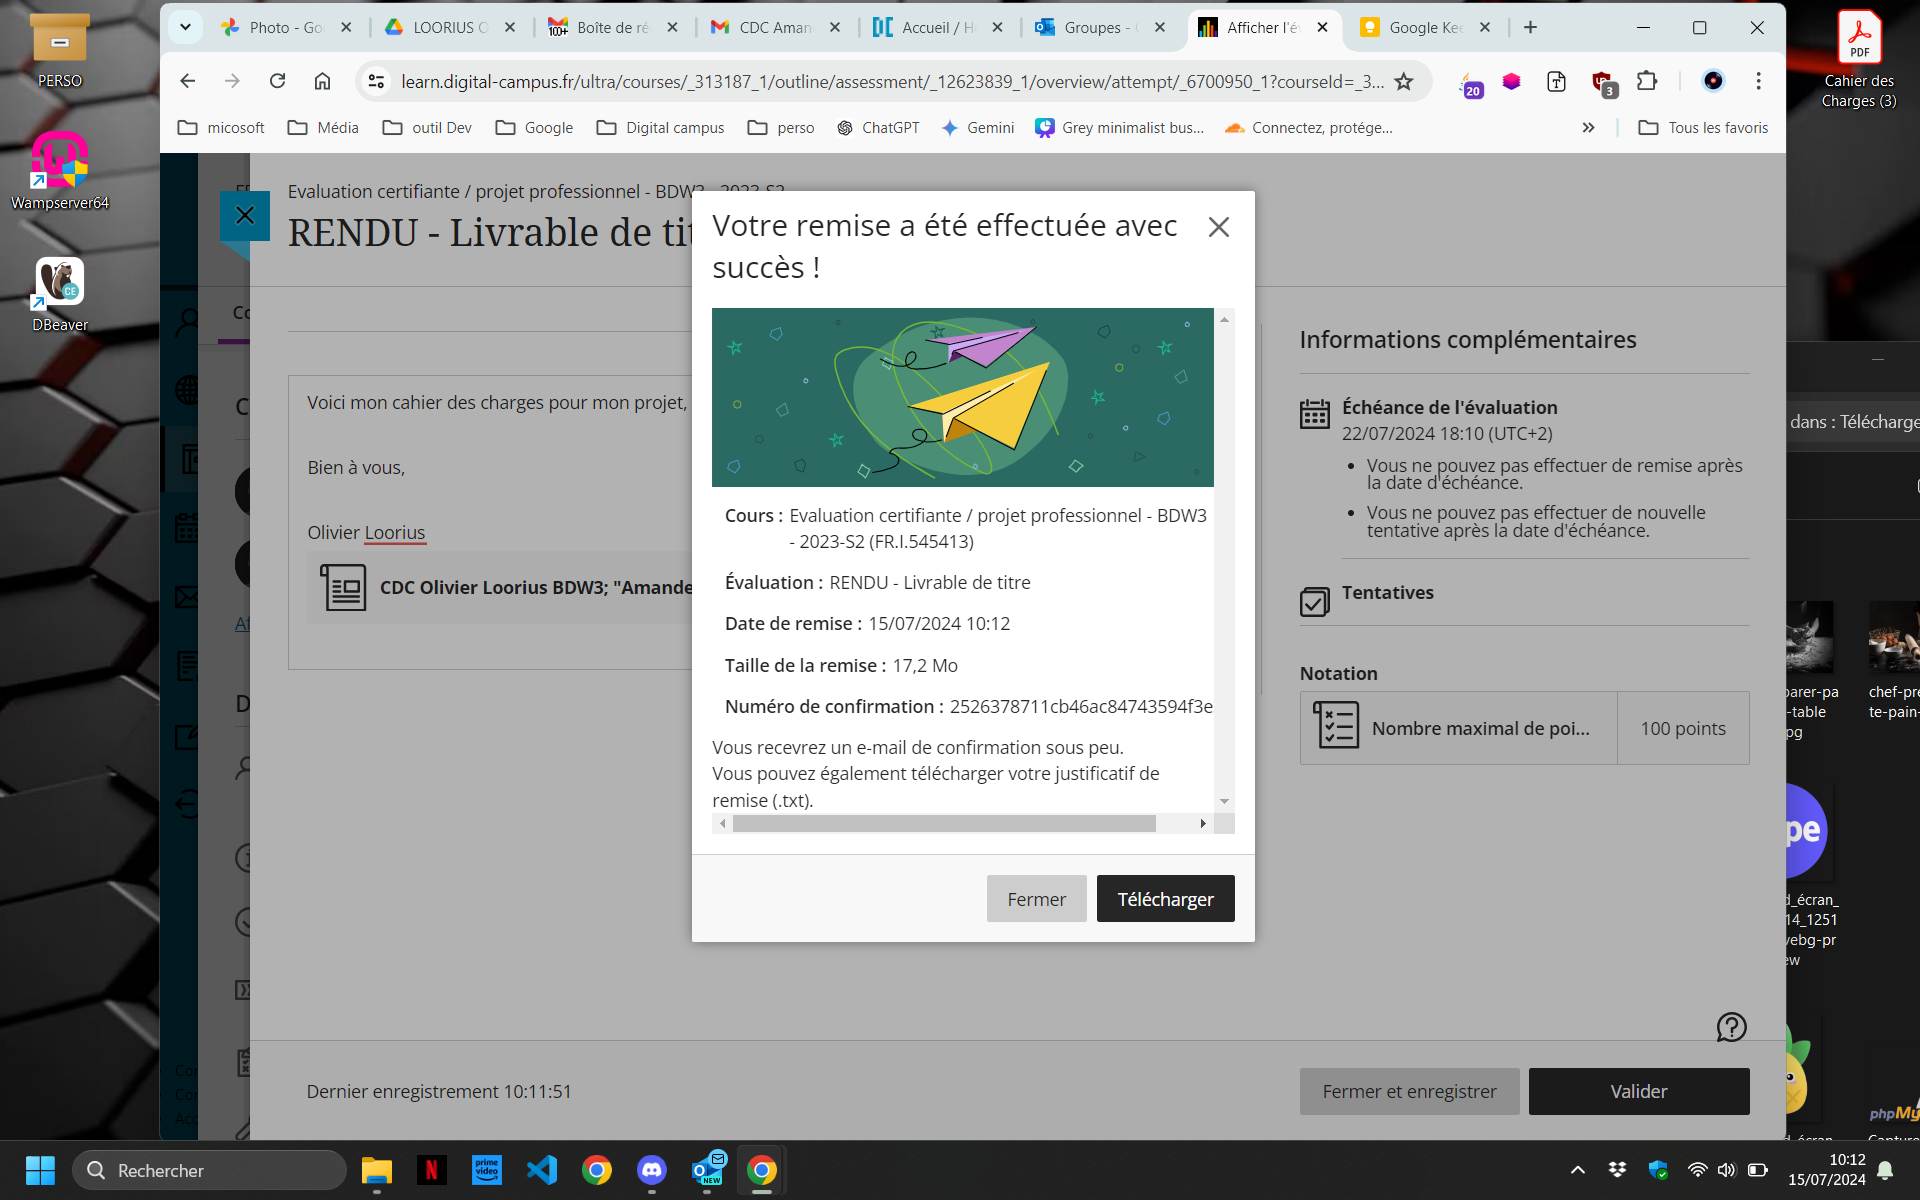 PERSO
Wampserver64
DBeaver
Cahier des
Charges (3)
PDF
Photo - Go
LOORIUS O
100+
Boîte de ré
CDC Aman
Accueil / H
Groupes -
Afficher l'é
Google Kee
learn.digital-campus.fr/ultra/courses/_313187_1/outline/assessment/_12623839_1/overview/attempt/_6700950_1?courseId=_3...
20
3
micosoft
Média
outil Dev
Google
Digital campus
perso
ChatGPT
Gemini
Grey minimalist bus...
Connectez, protége...
»
Tous les favoris
Evaluation certifiante / projet professionnel - BDW3 - 2023-S2
RENDU - Livrable de tit
Votre remise a été effectuée avec
succès !
Cours : Evaluation certifiante / projet professionnel - BDW3
- 2023-S2 (FR.I.545413)
Évaluation : RENDU - Livrable de titre
Date de remise : 15/07/2024 10:12
Taille de la remise : 17,2 Mo
Numéro de confirmation : 2526378711cb46ac84743594f3e
Vous recevrez un e-mail de confirmation sous peu.
Vous pouvez également télécharger votre justificatif de
remise (.txt).
Fermer
Télécharger
Voici mon cahier des charges pour mon projet,
Bien à vous,
Olivier Loorius
CDC Olivier Loorius BDW3; "Amande
Informations complémentaires
Échéance de l'évaluation
22/07/2024 18:10 (UTC+2)
• Vous ne pouvez pas effectuer de remise après
la date d'échéance.
• Vous ne pouvez pas effectuer de nouvelle
tentative après la date d'échéance.
Tentatives
Notation
Nombre maximal de poi...
100 points
Dernier enregistrement 10:11:51
Fermer et enregistrer
Valider
dans : Télécharge
parer-pa
-table
pg
chef-pre
te-pain-
pe
d_écran_
14_1251
vebg-pr
ew
phpMy
Rechercher
prime video
NEW
10:12
15/07/2024